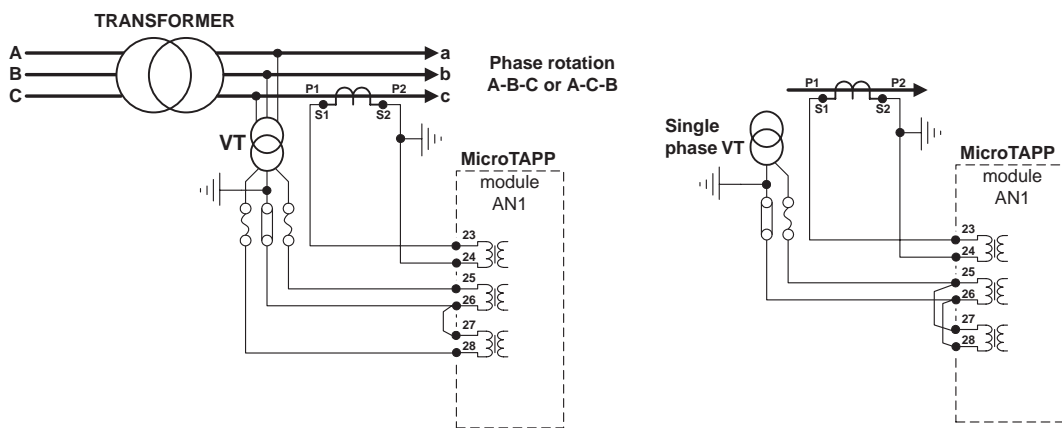 TRANSFORMER
A
a
B
b
C
c
Phase rotation
A-B-C or A-C-B
P1
P2
S1
S2
VT
MicroTAPP
module
AN1
23
24
25
26
27
28
P1
P2
S1
S2
Single
phase VT
MicroTAPP
module
AN1
23
24
25
26
27
28